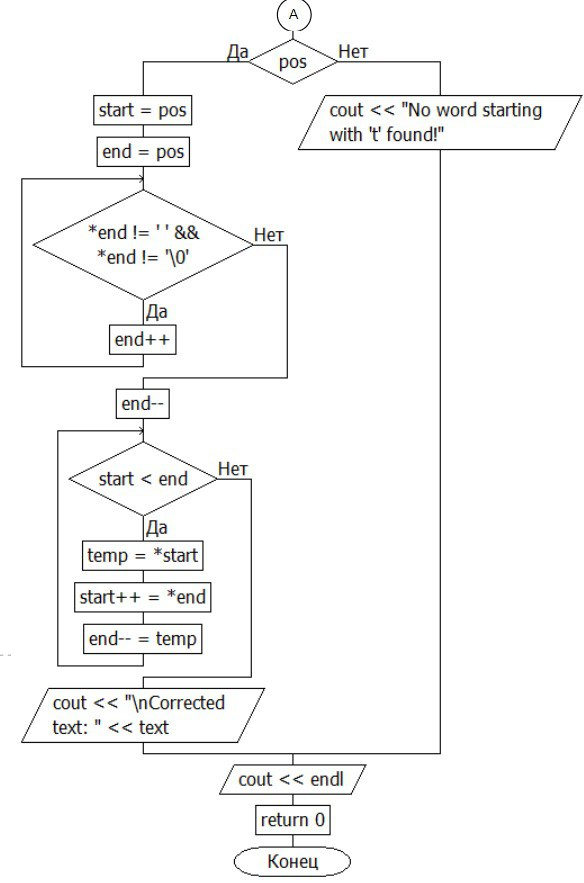 A
Да
Нет
pos
start = pos
cout << "No word starting
with 't' found!"
end = pos
*end != ' ' &&
*end != '\0'
Нет
Да
end++
end--
start < end
Нет
Да
temp = *start
start++ = *end
end-- = temp
cout << "\nCorrected
text: " << text
cout << endl
return 0
Конец